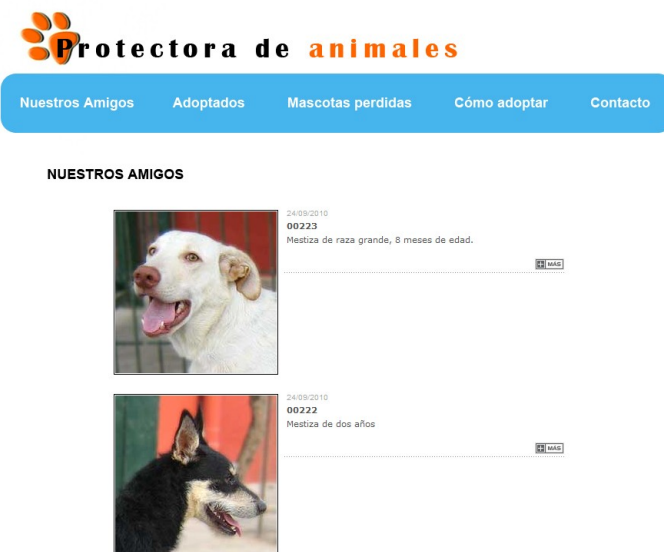 Protectora de animales
Nuestros Amigos Adoptados Mascotas perdidas Cómo adoptar Contacto
NUESTROS AMIGOS
24/09/2010
00223
Mestiza de raza grande, 8 meses de edad.
MÁS
24/09/2010
00222
Mestiza de dos años
MÁS